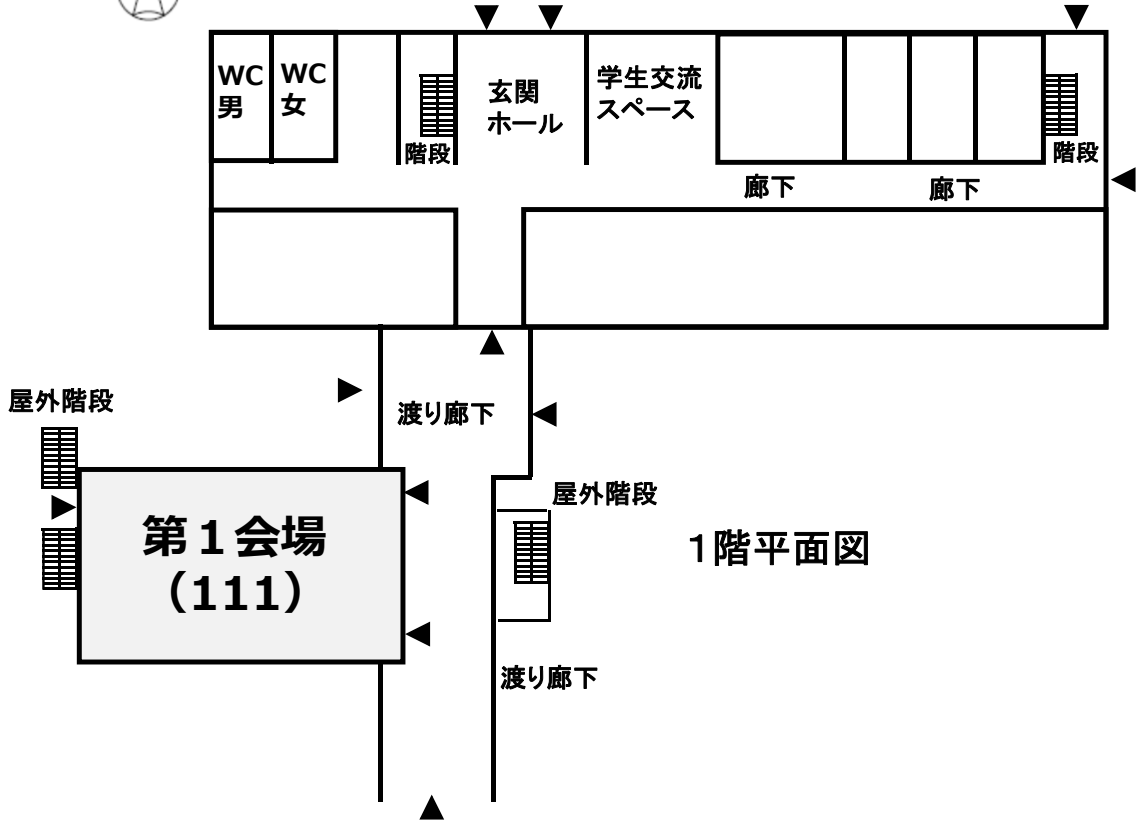 WC
男
WC
女
階段
玄関
ホール
学生交流
スペース
階段
廊下
廊下
屋外階段
渡り廊下
屋外階段
第1会場
（111）
1階平面図
渡り廊下